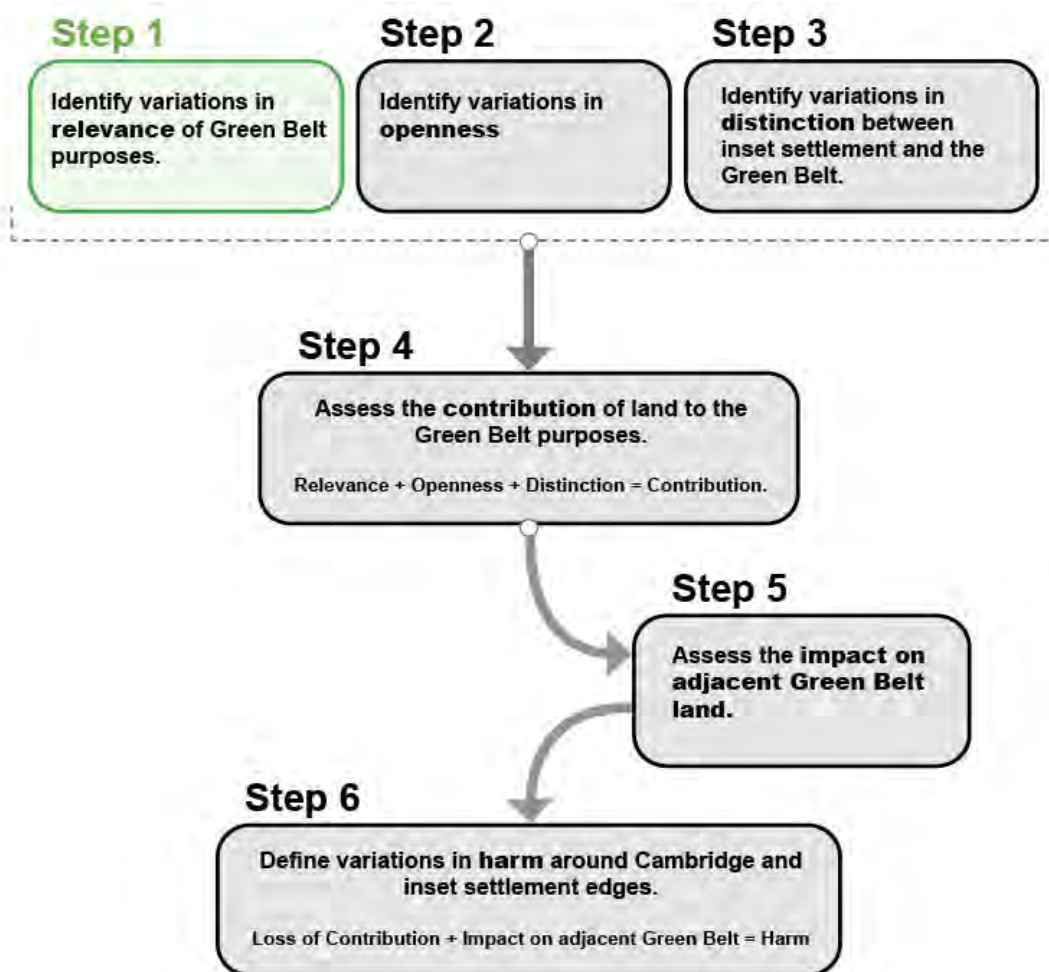 Step 1
Identify variations in
relevance of Green Belt
purposes.
Step 2
Identify variations in
openness
Step 3
Identify variations in
distinction between
inset settlement and the
Green Belt.
Step 4
Assess the contribution of land to the
Green Belt purposes.
Relevance + Openness + Distinction = Contribution.
Step 5
Assess the impact on
adjacent Green Belt
land.
Step 6
Define variations in harm around Cambridge and
inset settlement edges.
Loss of Contribution + Impact on adjacent Green Belt = Harm